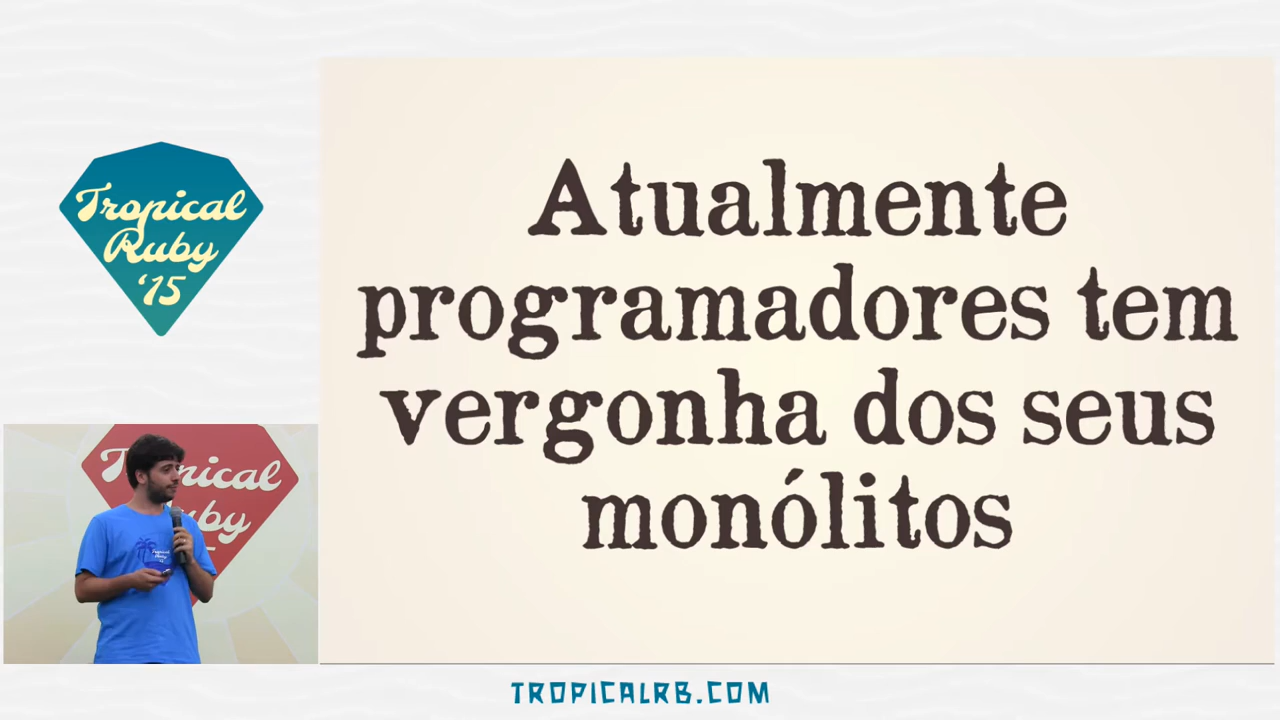 Tropical
Ruby
'15
Atualmente
programadores tem
vergonha dos seus
monólitos
Tropical
Ruby
TROPICALRB.COM